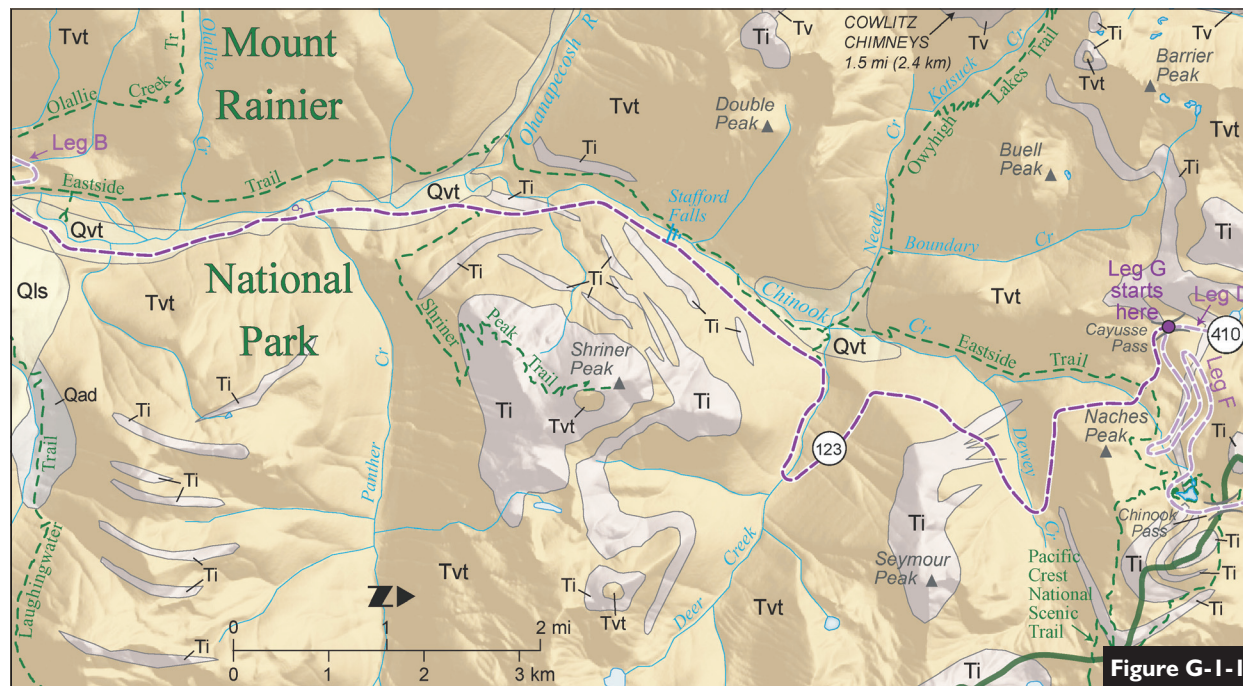 Tvt
Olallie
Tr
Mount
Rainier
Olallie
Creek
Cr
Leg B
Tvt
Eastside
Trail
Qvt
Ohanapecosh R
Qvt
Ti
Ti
Tvt
Ti
Tv
COWLITZ
CHIMNEYS
1.5 mi (2.4 km)
Tv
Double
Peak
Stafford
Falls
Kotsuck
Cr
Owyhigh
Lakes
Trail
Cr
Needle
Buell
Peak
Boundary
Cr
Ti
Tvt
Barrier
Peak
Tvt
Ti
Ti
Qls
Tvt
National
Park
Cr
Panther
Shriner
Peak
Trail
Ti
Ti
Ti
Shriner
Peak
Ti
Tvt
Ti
Chinook
Cr
Qvt
Tvt
Eastside
Trail
Leg G
starts
here
Cayusse
Pass
Leg D
410
Leg F
Naches
Peak
Ti
Qad
Ti
Ti
Ti
Ti
Ti
Trail
Laughingwater
123
Dewey
Cr
Chinook
Pass
Ti
Seymour
Peak
Creek
Deer
Tvt
Tvt
Ti
Tvt
Pacific
Crest
National
Scenic
Trail
Ti
Ti
Ti
Ti
Ti
N
0 1 2 mi
0 1 2 3 km
Figure G-1-1